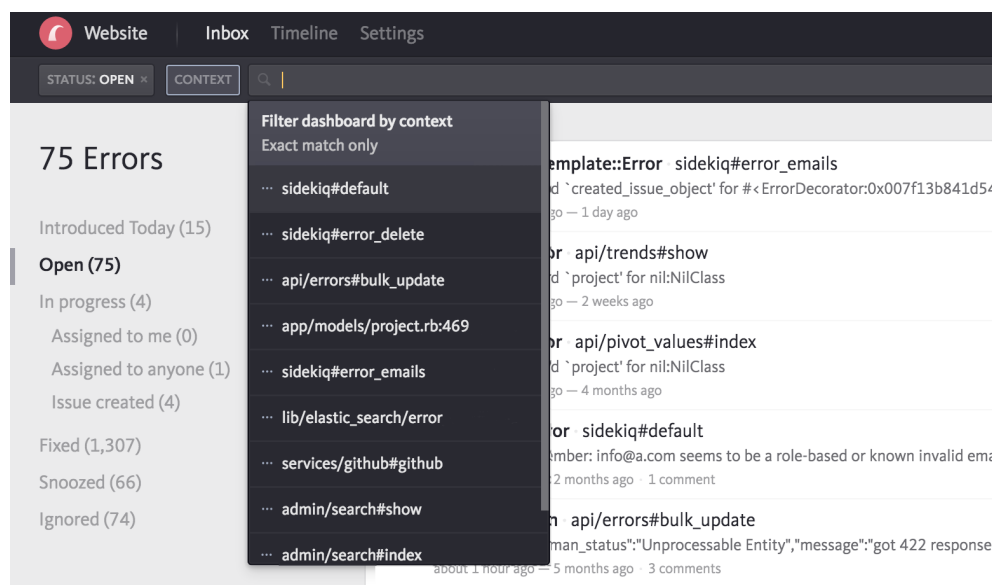 Website Inbox Timeline Settings
STATUS: OPEN × CONTEXT
Filter dashboard by context
Exact match only
sidekiq#default
sidekiq#error_delete
api/errors#bulk_update
app/models/project.rb:469
sidekiq#error_emails
lib/elastic_search/error
services/github#github
admin/search#show
admin/search#index
75 Errors
Introduced Today (15)
Open (75)
In progress (4)
Assigned to me (0)
Assigned to anyone (1)
Issue created (4)
Fixed (1,307)
Snoozed (66)
Ignored (74)
emplate::Error · sidekiq#error_emails
d `created_issue_object' for #<ErrorDecorator:0x007f13b841d54
go — 1 day ago
or · api/trends#show
d `project' for nil:NilClass
go — 2 weeks ago
or · api/pivot_values#index
d `project' for nil:NilClass
go — 4 months ago
or · sidekiq#default
mber: info@a.com seems to be a role-based or known invalid ema
2 months ago · 1 comment
n · api/errors#bulk_update
man_status":"Unprocessable Entity","message":"got 422 response
about 1 hour ago — 5 months ago · 3 comments